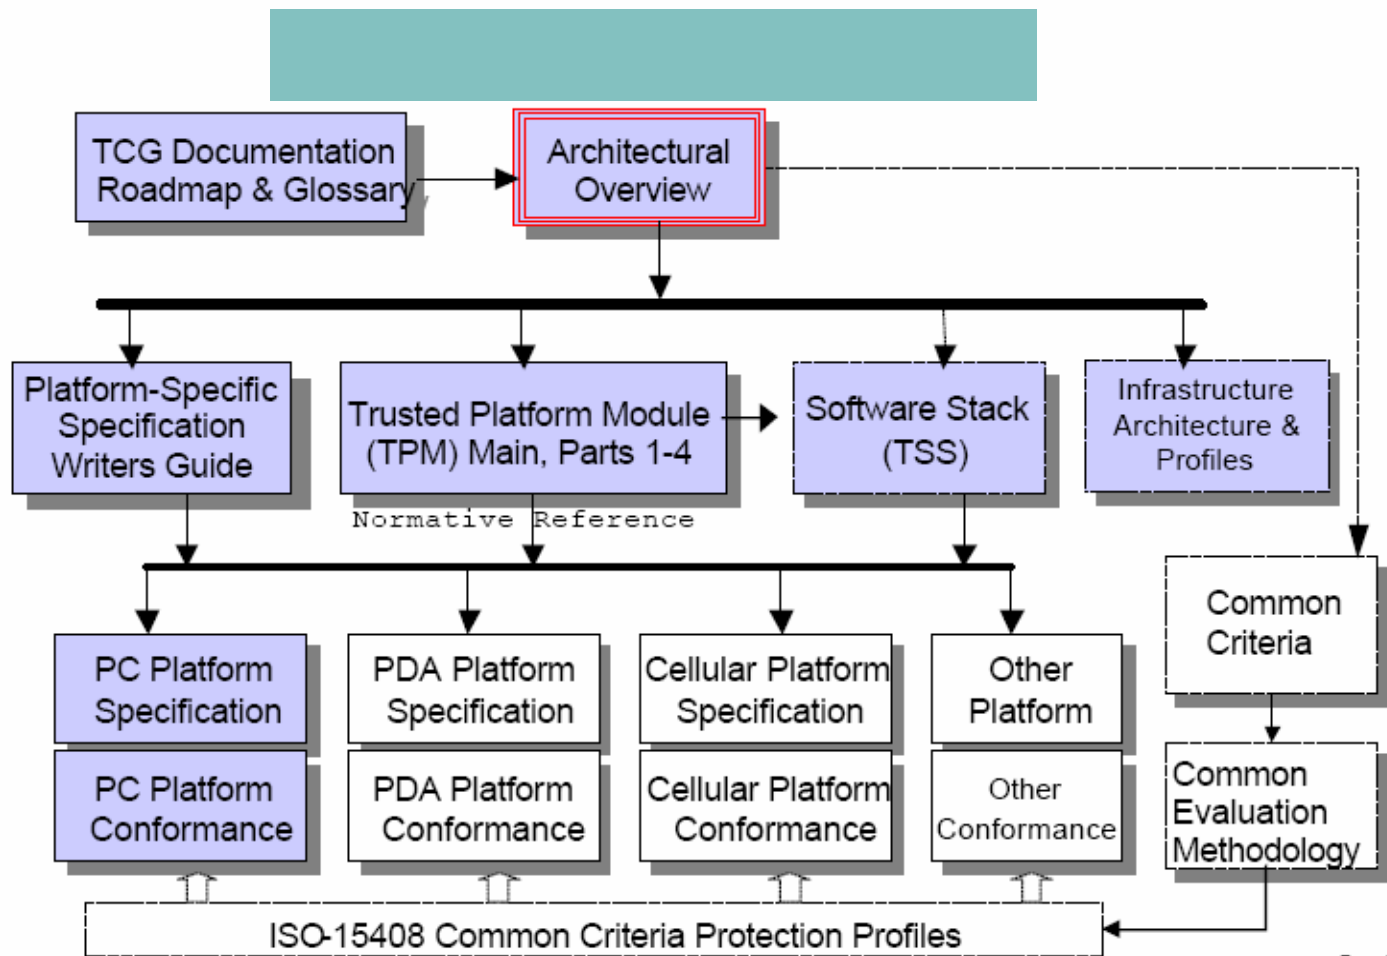 TCG Documentation
Roadmap & Glossary
Architectural
Overview
Platform-Specific
Specification
Writers Guide
Trusted Platform Module
(TPM) Main, Parts 1-4
Software Stack
(TSS)
Infrastructure
Architecture &
Profiles
Normative Reference
Common
Criteria
PC Platform
Specification
PDA Platform
Specification
Cellular Platform
Specification
Other
Platform
PC Platform
Conformance
PDA Platform
Conformance
Cellular Platform
Conformance
Other
Conformance
Common
Evaluation
Methodology
ISO-15408 Common Criteria Protection Profiles